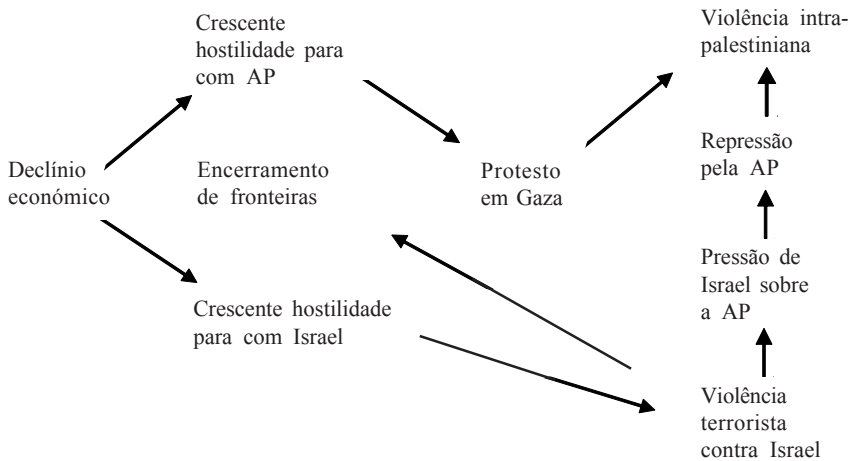 Crescente
hostilidade para
com AP
Violência intra-
palestiniana
Declínio
económico
Encerramento
de fronteiras
Protesto
em Gaza
Repressão
pela AP
Pressão de
Israel sobre
a AP
Crescente hostilidade
para com Israel
Violência
terrorista
contra Israel